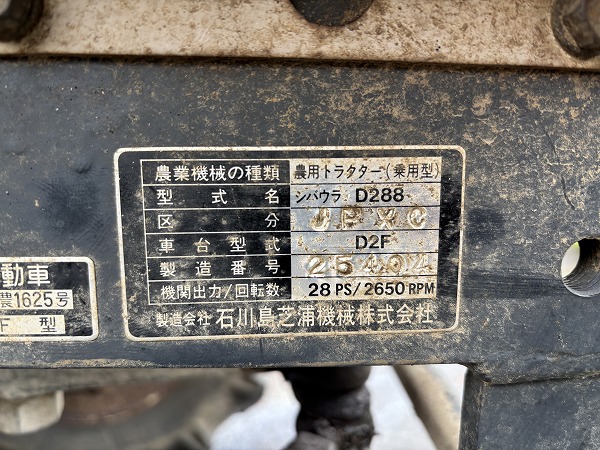 農業機械の種類 農用トラクター(乗用型)
型式名 シバウラ D288
区分 JPXC
車台型式 D2F
製造番号 25404
機関出力/回転数 28 PS/2650 RPM
製造会社 石川島芝浦機械株式会社
動車
農1625号
F 型